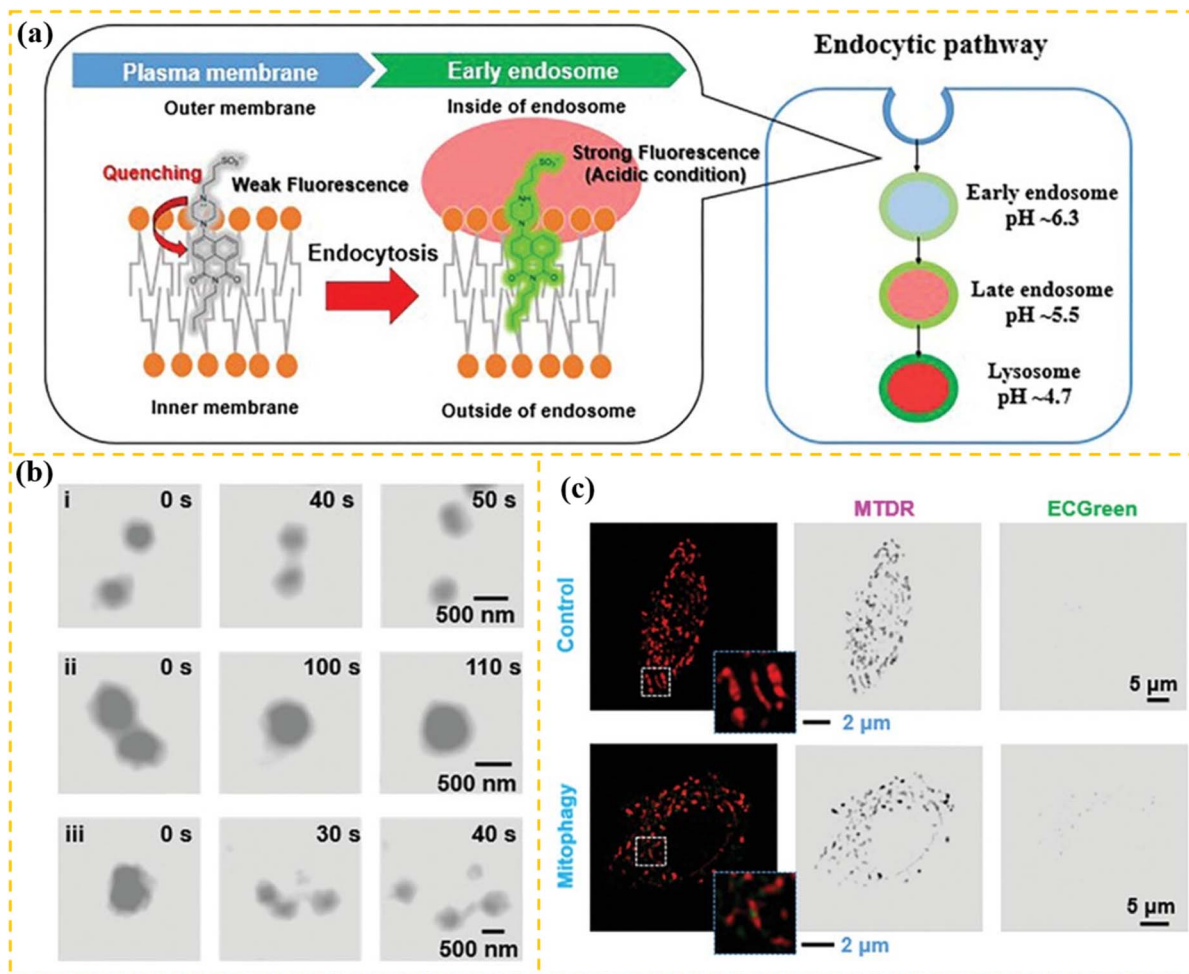 (a)
Plasma membrane
Early endosome
Outer membrane
Inside of endosome
Quenching
Weak Fluorescence
SO₃⁻
N
N
O
N
O
Endocytosis
Strong Fluorescence
(Acidic condition)
SO₃⁻
NH
N
O
N
O
Inner membrane
Outside of endosome
Endocytic pathway
Early endosome
pH ~6.3
Late endosome
pH ~5.5
Lysosome
pH ~4.7
(b)
i
0 s
40 s
50 s
500 nm
ii
0 s
100 s
110 s
500 nm
iii
0 s
30 s
40 s
500 nm
(c)
MTDR
ECGreen
Control
2 µm
5 µm
Mitophagy
2 µm
5 µm